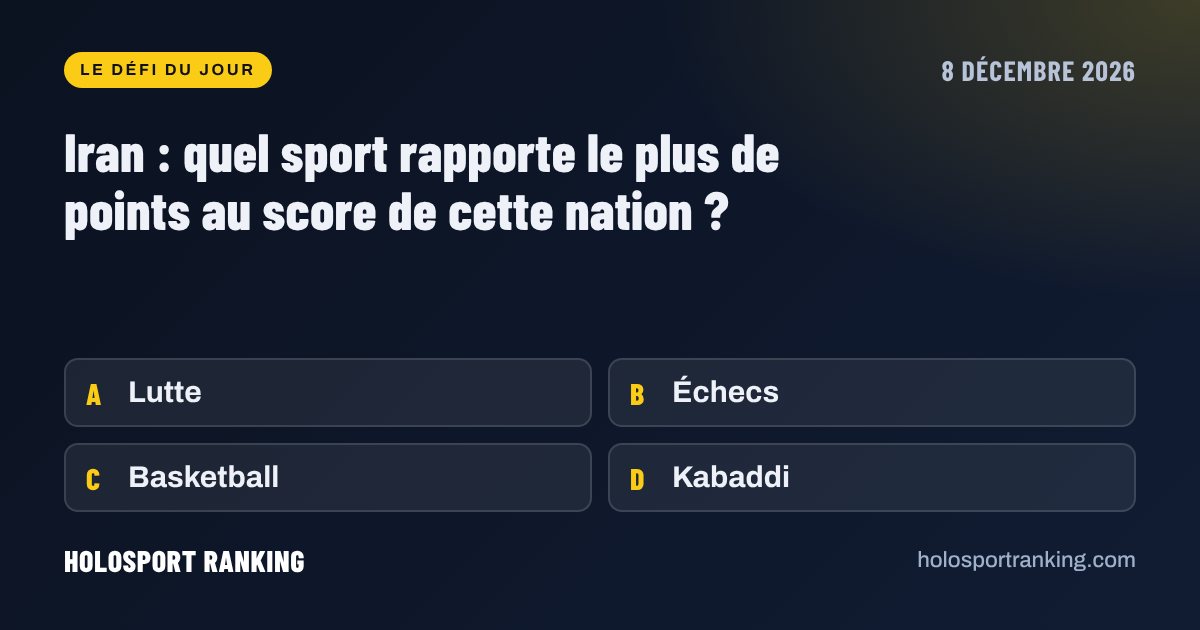 LE DÉFI DU JOUR
8 DÉCEMBRE 2026
Iran : quel sport rapporte le plus de
points au score de cette nation ?
A Lutte
B Échecs
C Basketball
D Kabaddi
HOLOSPORT RANKING
holosportranking.com